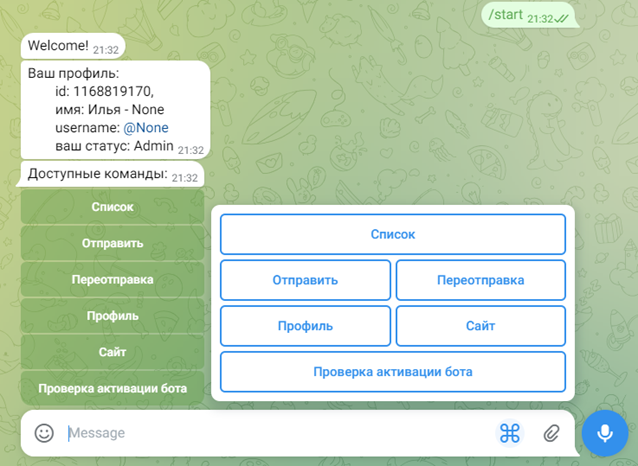 /start 21:32
Welcome! 21:32
Ваш профиль:
id: 1168819170,
имя: Илья - None
username: @None
ваш статус: Admin 21:32
Доступные команды: 21:32
Список
Отправить
Переотправка
Профиль
Сайт
Проверка активации бота
Список
Отправить Переотправка
Профиль Сайт
Проверка активации бота
Message